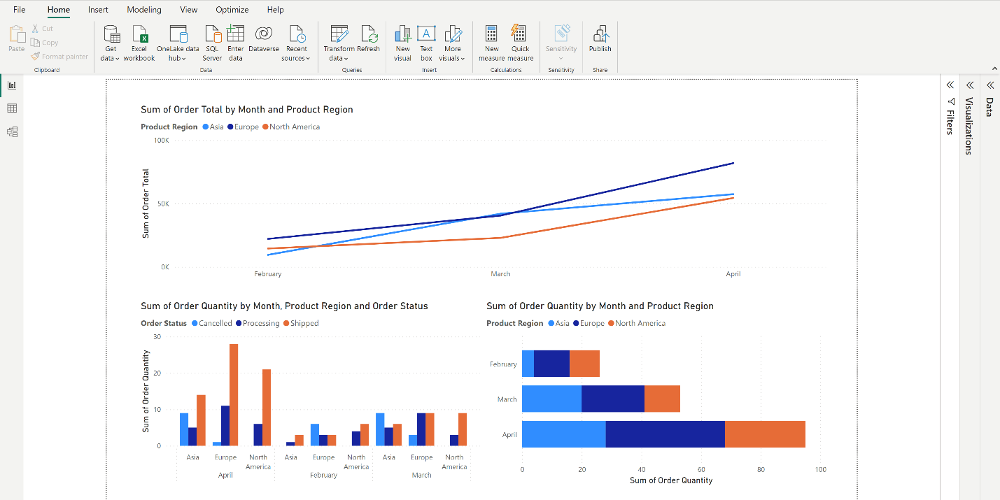 File Home Insert Modeling View Optimize Help
Paste
Cut
Copy
Format painter
Clipboard
Get data
Excel workbook
OneLake data hub
SQL Server
Enter data
Dataverse
Recent sources
Data
Transform data
Refresh
Queries
New visual
Text box
More visuals
Insert
New measure
Quick measure
Calculations
Sensitivity
Sensitivity
Publish
Share
Filters
Visualizations
Data
Sum of Order Total by Month and Product Region
Product Region Asia Europe North America
Sum of Order Total
100K
50K
0K
February March April
Sum of Order Quantity by Month, Product Region and Order Status
Order Status Cancelled Processing Shipped
Sum of Order Quantity
30
20
10
0
Asia Europe North America Asia Europe North America Asia Europe North America
April February March
Sum of Order Quantity by Month and Product Region
Product Region Asia Europe North America
February
March
April
0 20 40 60 80 100
Sum of Order Quantity